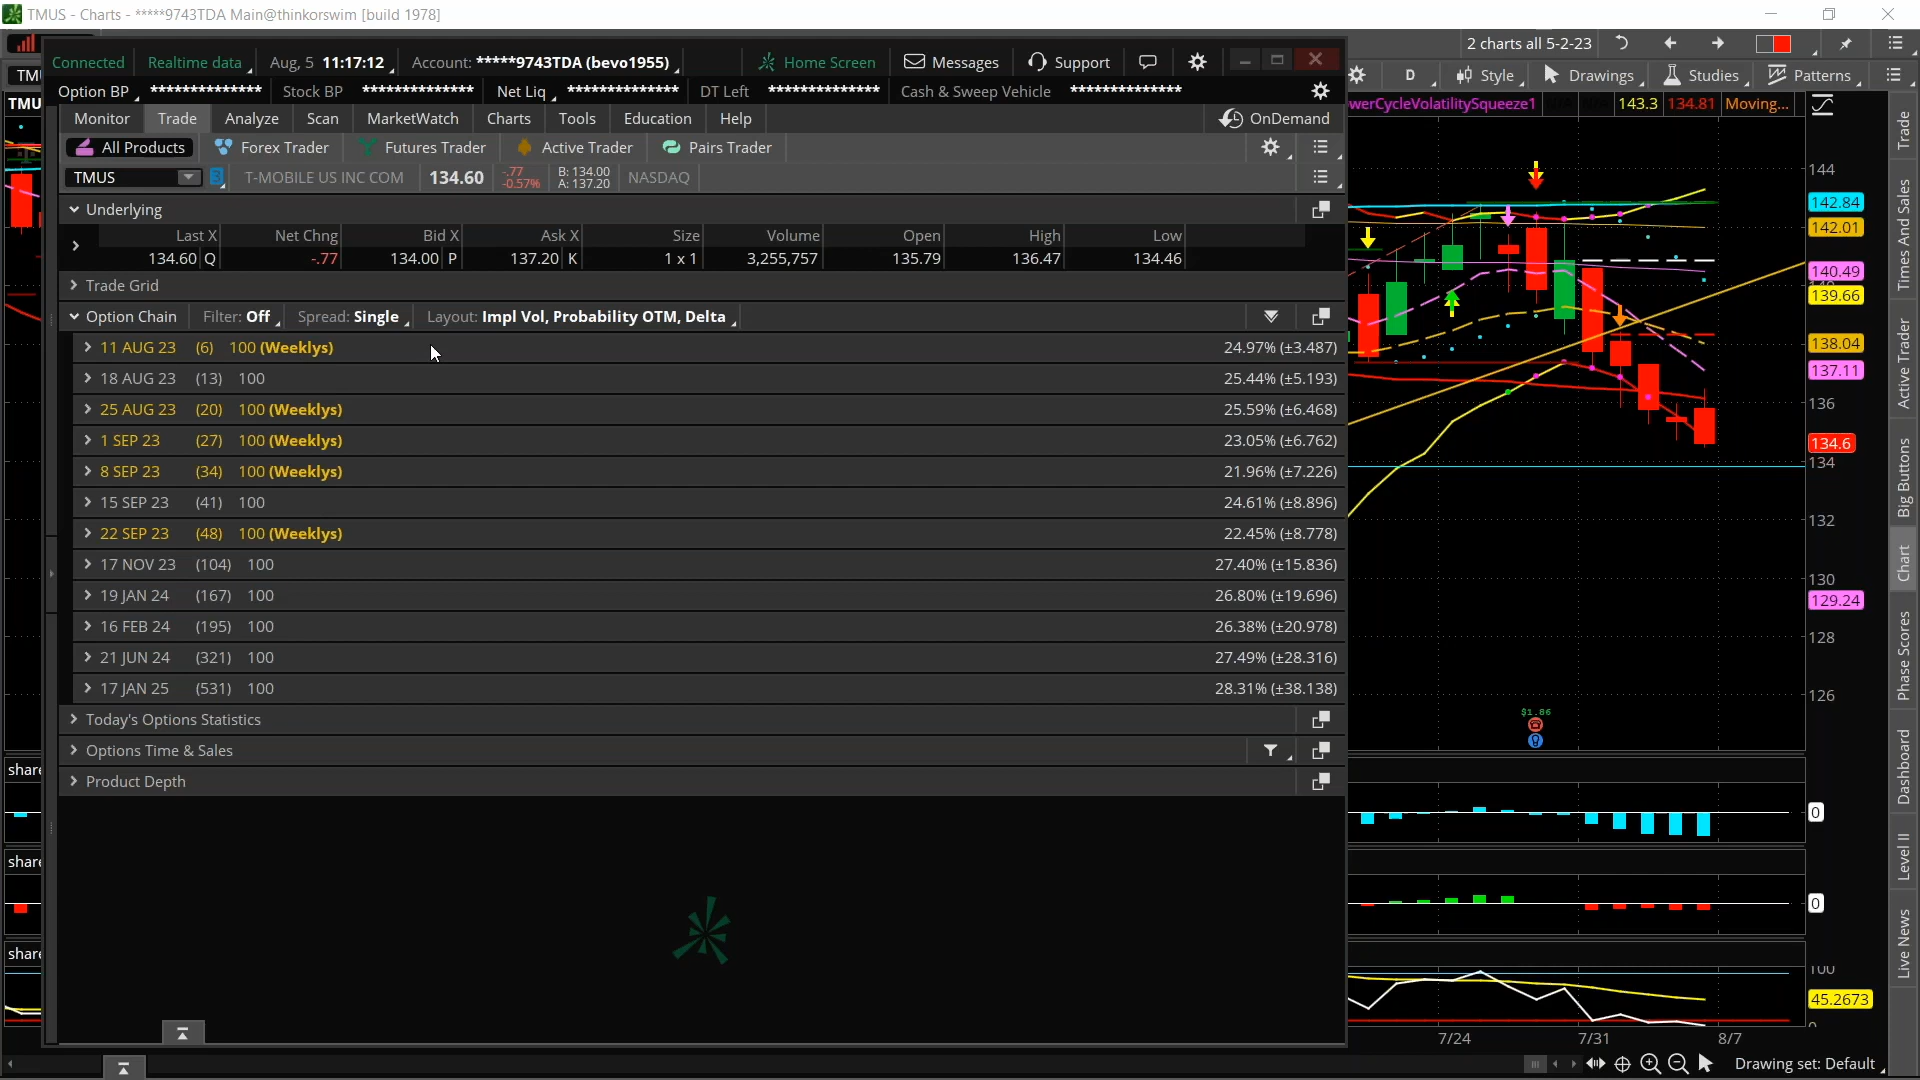 TMUS - Charts - *****9743TDA Main@thinkorswim [build 1978]
2 charts all 5-2-23
Connected Realtime data Aug, 5 11:17:12 Account: *****9743TDA (bevo1955) Home Screen Messages Support
Option BP ************** Stock BP ************** Net Liq ************** DT Left ************** Cash & Sweep Vehicle **************
D Style Drawings Studies Patterns
Monitor Trade Analyze Scan MarketWatch Charts Tools Education Help OnDemand
werCycleVolatilitySqueeze1 143.3 134.81 Moving...
All Products Forex Trader Futures Trader Active Trader Pairs Trader
TMUS T-MOBILE US INC COM 134.60 -.77 -0.57% B: 134.00 A: 137.20 NASDAQ
Underlying
Last X Net Chng Bid X Ask X Size Volume Open High Low
134.60 Q -.77 134.00 P 137.20 K 1 x 1 3,255,757 135.79 136.47 134.46
Trade Grid
Option Chain Filter: Off Spread: Single Layout: Impl Vol, Probability OTM, Delta
11 AUG 23 (6) 100 (Weeklys) 24.97% (±3.487)
18 AUG 23 (13) 100 25.44% (±5.193)
25 AUG 23 (20) 100 (Weeklys) 25.59% (±6.468)
1 SEP 23 (27) 100 (Weeklys) 23.05% (±6.762)
8 SEP 23 (34) 100 (Weeklys) 21.96% (±7.226)
15 SEP 23 (41) 100 24.61% (±8.896)
22 SEP 23 (48) 100 (Weeklys) 22.45% (±8.778)
17 NOV 23 (104) 100 27.40% (±15.836)
19 JAN 24 (167) 100 26.80% (±19.696)
16 FEB 24 (195) 100 26.38% (±20.978)
21 JUN 24 (321) 100 27.49% (±28.316)
17 JAN 25 (531) 100 28.31% (±38.138)
Today's Options Statistics
Options Time & Sales
Product Depth
TMU
TMU
share
share
share
144
142.84
142.01
140.49
139.66
138.04
137.11
136
134.6
134
132
130
129.24
128
126
$1.86
0
0
100
45.2673
7/24 7/31 8/7
Drawing set: Default
Trade
Times And Sales
Active Trader
Big Buttons
Chart
Phase Scores
Dashboard
Level II
Live News